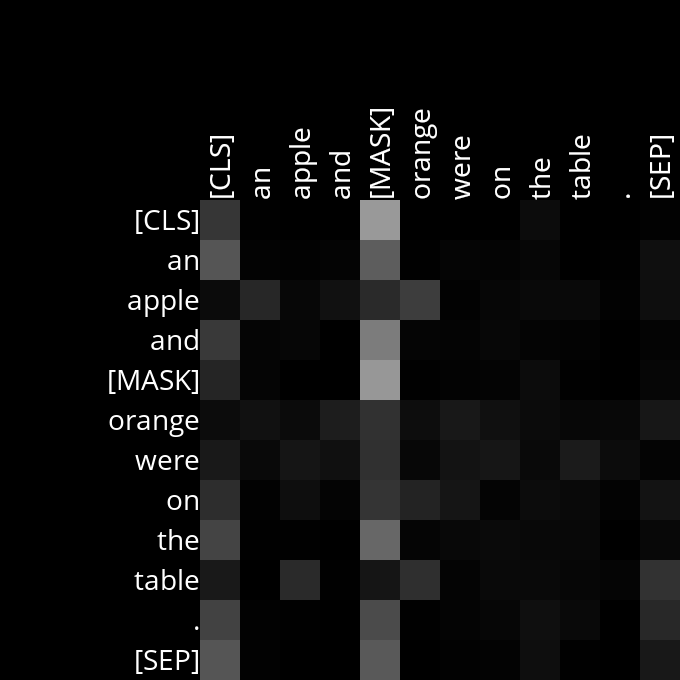 [CLS] an apple and [MASK] orange were on the table . [SEP]
[CLS]
an
apple
and
[MASK]
orange
were
on
the
table
.
[SEP]